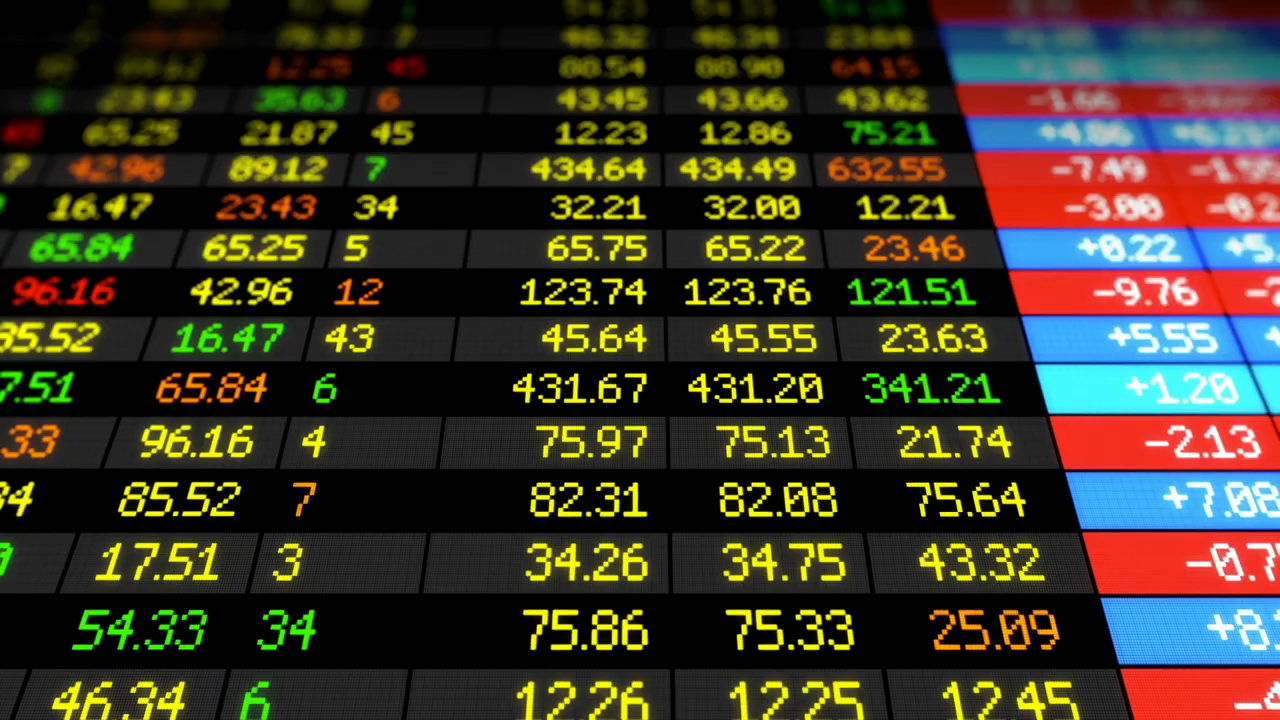 46.32 46.34 23.64
12.25 45 80.54 80.90 64.15
23.43 35.63 6 43.45 43.66 43.62 -1.66
65.25 21.87 45 12.23 12.86 75.21 +4.86
7 42.96 89.12 7 434.64 434.49 632.55 -7.49
16.47 23.43 34 32.21 32.00 12.21 -3.00
65.84 65.25 5 65.75 65.22 23.46 +0.22
96.16 42.96 12 123.74 123.76 121.51 -9.76
85.52 16.47 43 45.64 45.55 23.63 +5.55
7.51 65.84 6 431.67 431.20 341.21 +1.20
.33 96.16 4 75.97 75.13 21.74 -2.13
34 85.52 7 82.31 82.08 75.64 +7.08
17.51 3 34.26 34.75 43.32 -0.7
54.33 34 75.86 75.33 25.09 +8.
46.34 6 12.26 12.25 12.45 -4